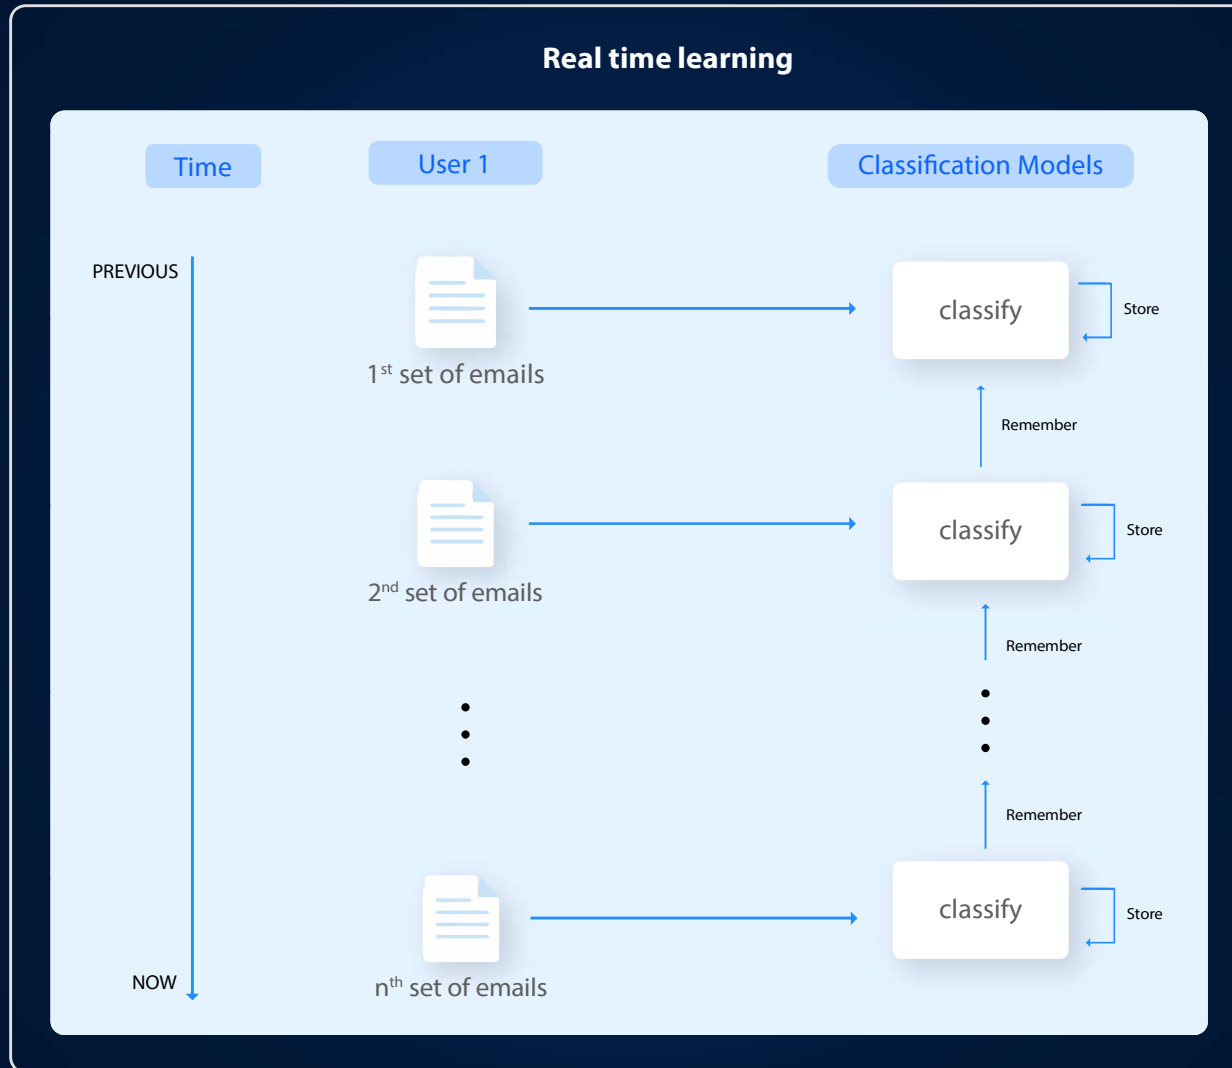 Real time learning
Time
User 1
Classification Models
PREVIOUS
classify
Store
1st set of emails
Remember
classify
Store
2nd set of emails
Remember
Remember
classify
Store
NOW
nth set of emails